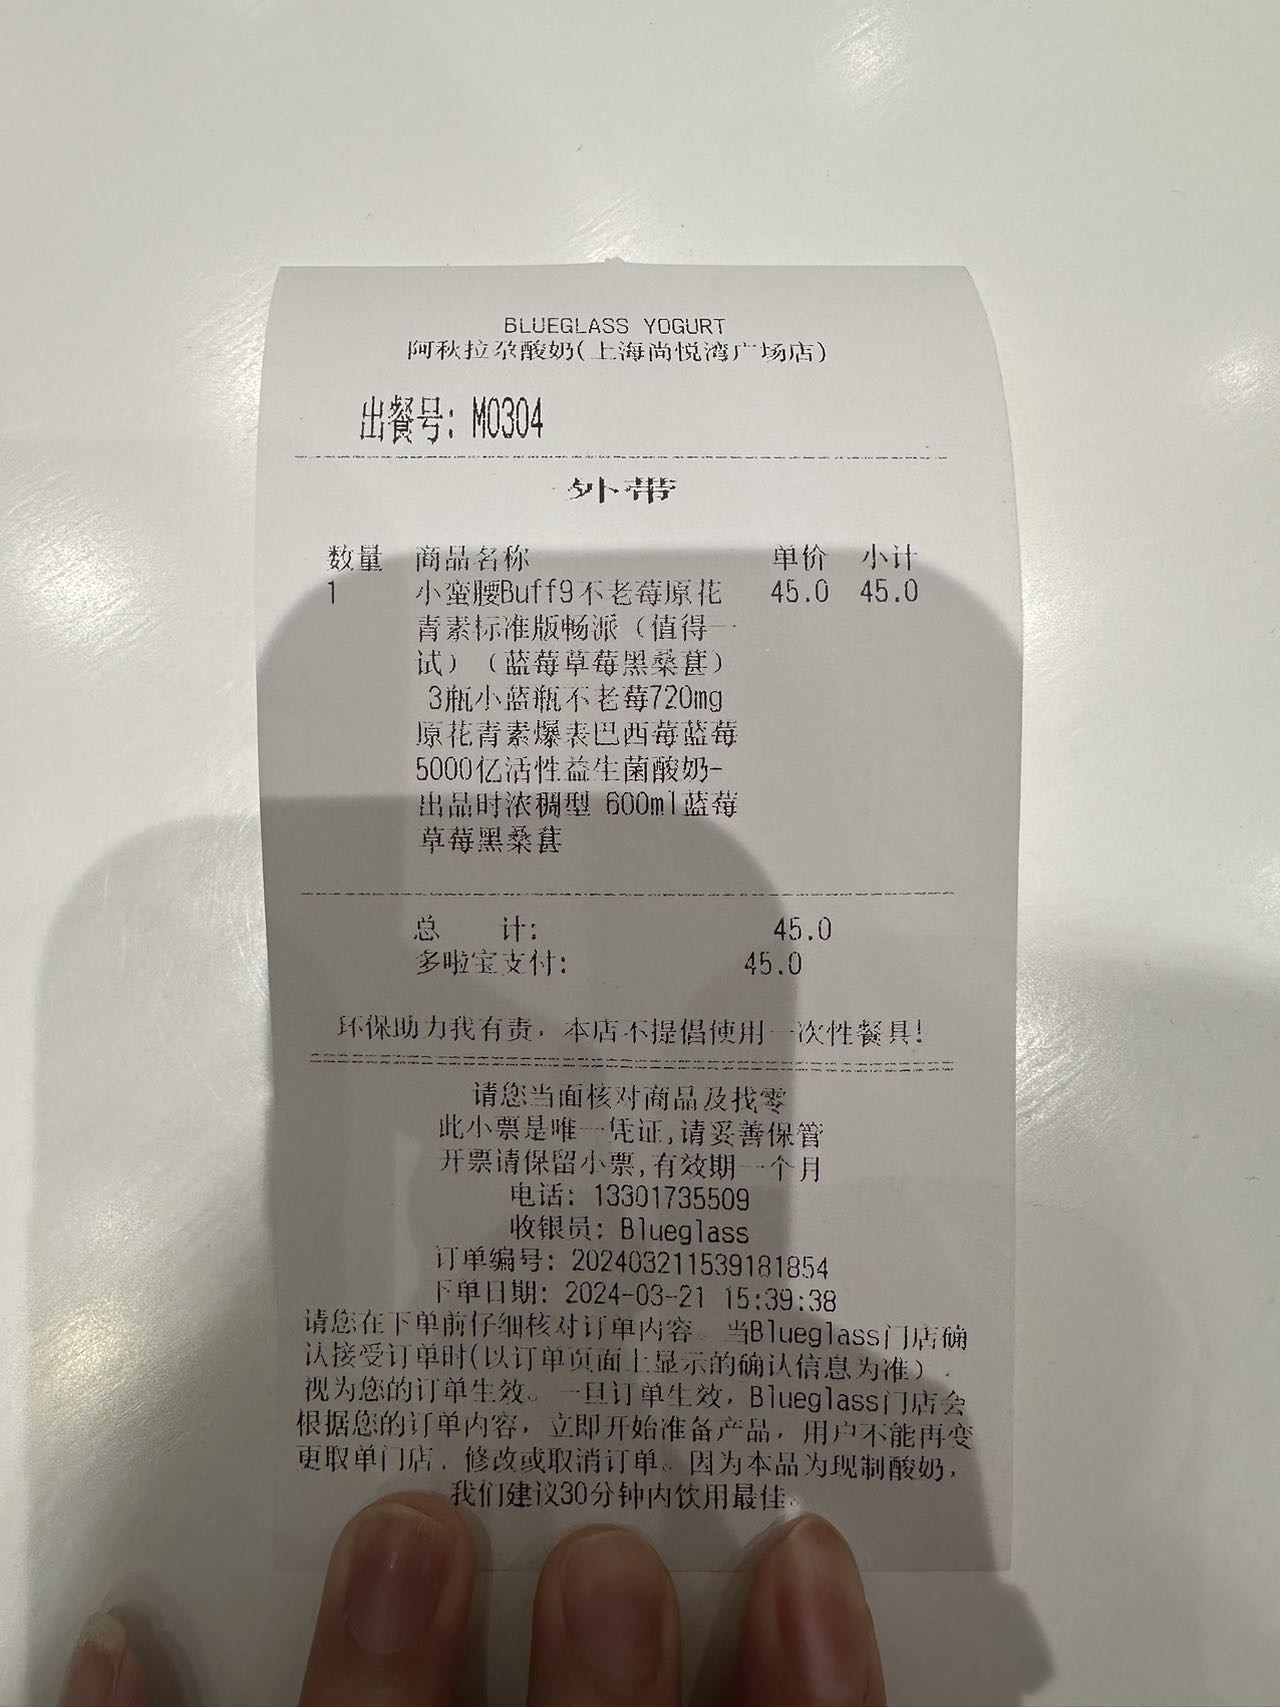 BLUEGLASS YOGURT
阿秋拉尕酸奶(上海尚悦湾广场店)
出餐号: M0304
外带
数量 商品名称 单价 小计
1 小蛮腰Buff9不老莓原花 45.0 45.0
青素标准版畅派（值得一
试）（蓝莓草莓黑桑葚）
3瓶小蓝瓶不老莓720mg
原花青素爆表巴西莓蓝莓
5000亿活性益生菌酸奶-
出品时浓稠型 600ml蓝莓
草莓黑桑葚
总 计: 45.0
多啦宝支付: 45.0
环保助力我有责，本店不提倡使用一次性餐具!
请您当面核对商品及找零
此小票是唯一凭证,请妥善保管
开票请保留小票,有效期一个月
电话: 13301735509
收银员: Blueglass
订单编号: 202403211539181854
下单日期: 2024-03-21 15:39:38
请您在下单前仔细核对订单内容。当Blueglass门店确
认接受订单时(以订单页面上显示的确认信息为准)，
视为您的订单生效。一旦订单生效，Blueglass门店会
根据您的订单内容，立即开始准备产品，用户不能再变
更取单门店、修改或取消订单。因为本品为现制酸奶，
我们建议30分钟内饮用最佳。